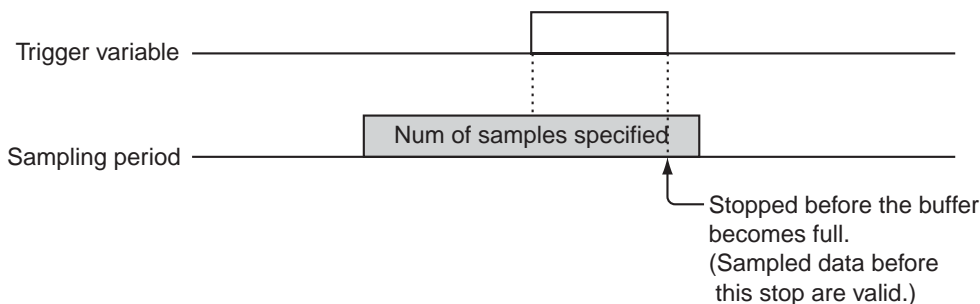 Trigger variable
Num of samples specified
Sampling period
Stopped before the buffer
becomes full.
(Sampled data before
this stop are valid.)